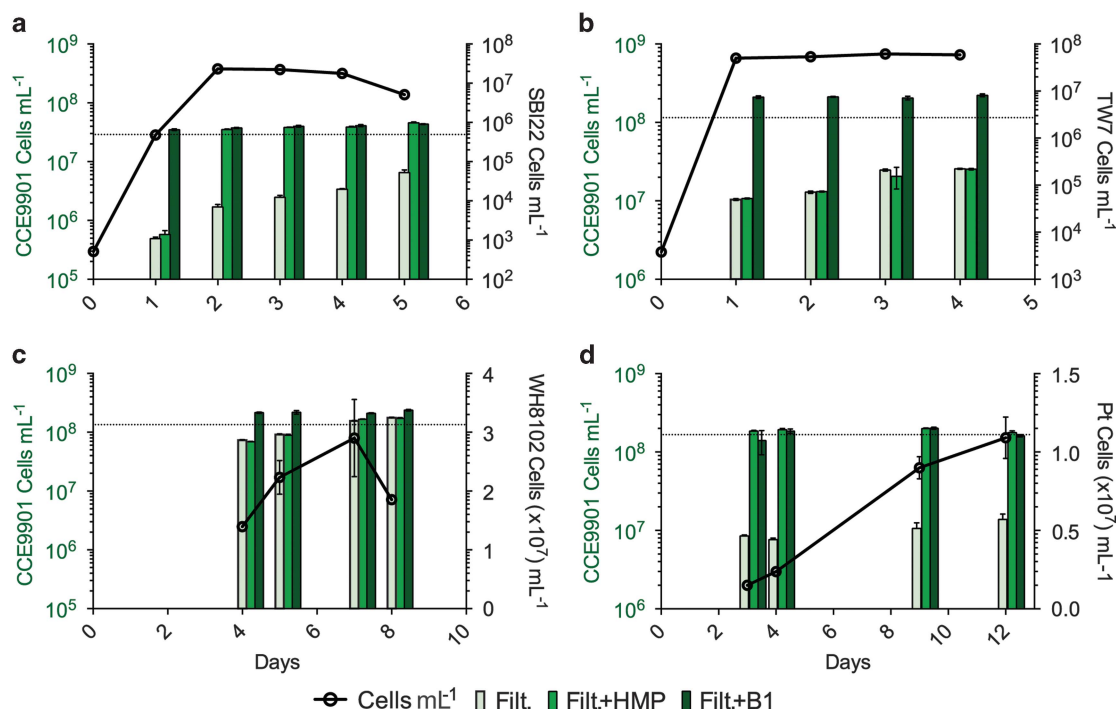 a
10⁹
10⁸
10⁷
10⁶
10⁵
CCE9901 Cells mL⁻¹
10⁸
10⁷
10⁶
10⁵
10⁴
10³
10²
SBI22 Cells mL⁻¹
0 1 2 3 4 5 6
b
10⁹
10⁸
10⁷
10⁶
CCE9901 Cells mL⁻¹
10⁸
10⁷
10⁶
10⁵
10⁴
10³
TW7 Cells mL⁻¹
0 1 2 3 4 5
c
10⁹
10⁸
10⁷
10⁶
10⁵
CCE9901 Cells mL⁻¹
4
3
2
1
0
WH8102 Cells (x10⁷) mL⁻¹
0 2 4 6 8 10
Days
d
10⁹
10⁸
10⁷
10⁶
CCE9901 Cells mL⁻¹
1.5
1.0
0.5
0.0
Pt Cells (x10⁷) mL-1
0 2 4 6 8 10 12
Days
Cells mL⁻¹ Filt. Filt.+HMP Filt.+B1